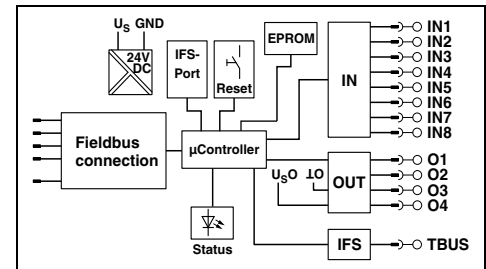 US GND
24V
DC
IFS-
Port
Reset
EPROM
IN
IN1
IN2
IN3
IN4
IN5
IN6
IN7
IN8
Fieldbus
connection
µController
USO
OT
OUT
O1
O2
O3
O4
Status
IFS
TBUS